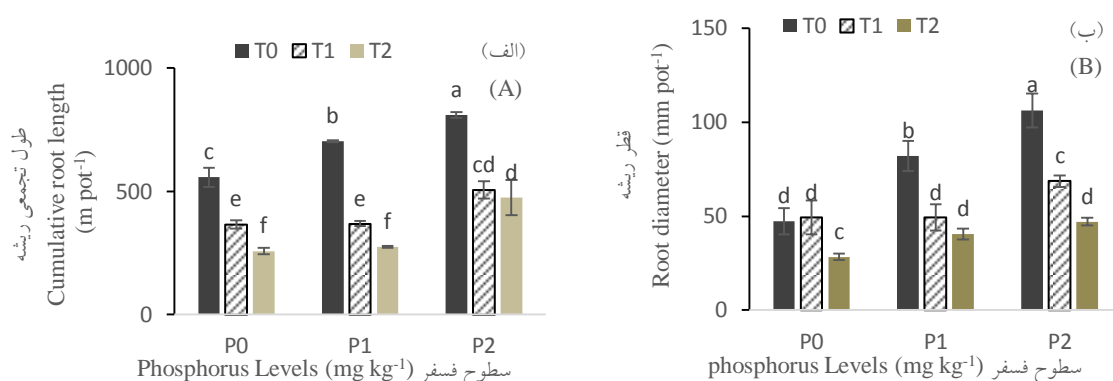 T0 T1 T2
(الف)
(A)
طول تجمعی ریشه
Cumulative root length
(m pot-1)
1000
500
0
c
e
f
b
e
f
a
cd
d
P0 P1 P2
Phosphorus Levels (mg kg-1) سطوح فسفر
T0 T1 T2
(ب)
(B)
قطر ریشه
Root diameter (mm pot-1)
150
100
50
0
d
d
c
b
d
d
a
c
d
P0 P1 P2
phosphorus Levels (mg kg-1) سطوح فسفر